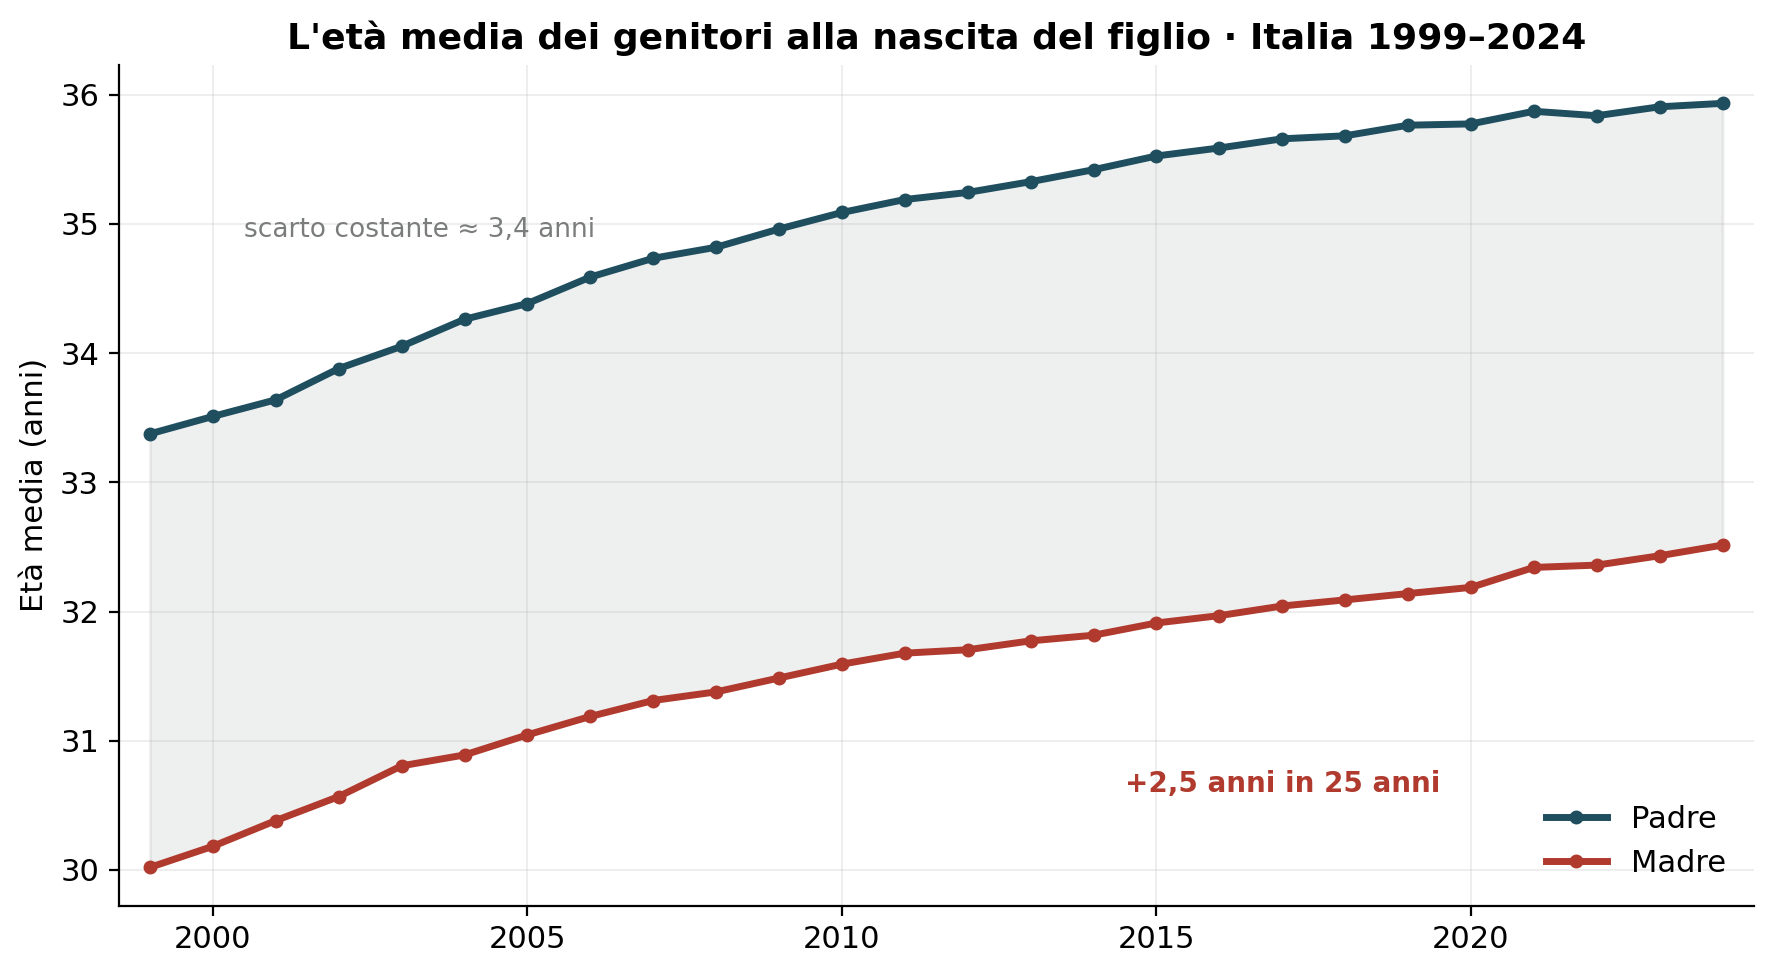 L'età media dei genitori alla nascita del figlio · Italia 1999–2024
Età media (anni)
36
35
34
33
32
31
30
scarto costante ≈ 3,4 anni
+2,5 anni in 25 anni
Padre
Madre
2000
2005
2010
2015
2020